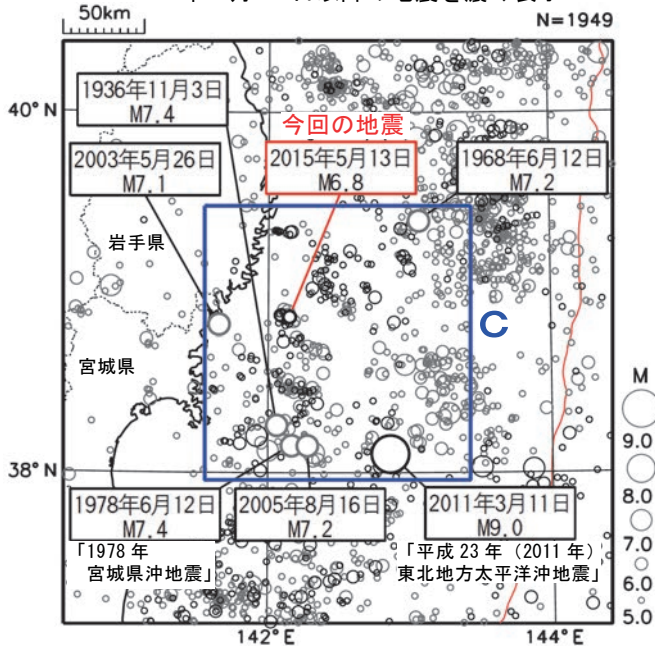 50km
N=1949
40°N
1936年11月3日
M7.4
今回の地震
2003年5月26日
M7.1
2015年5月13日
M6.8
1968年6月12日
M7.2
岩手県
C
宮城県
M
9.0
8.0
7.0
6.0
5.0
38°N
1978年6月12日
M7.4
2005年8月16日
M7.2
2011年3月11日
M9.0
「1978 年
宮城県沖地震」
「平成 23 年（2011 年）
東北地方太平洋沖地震」
142°E
144°E